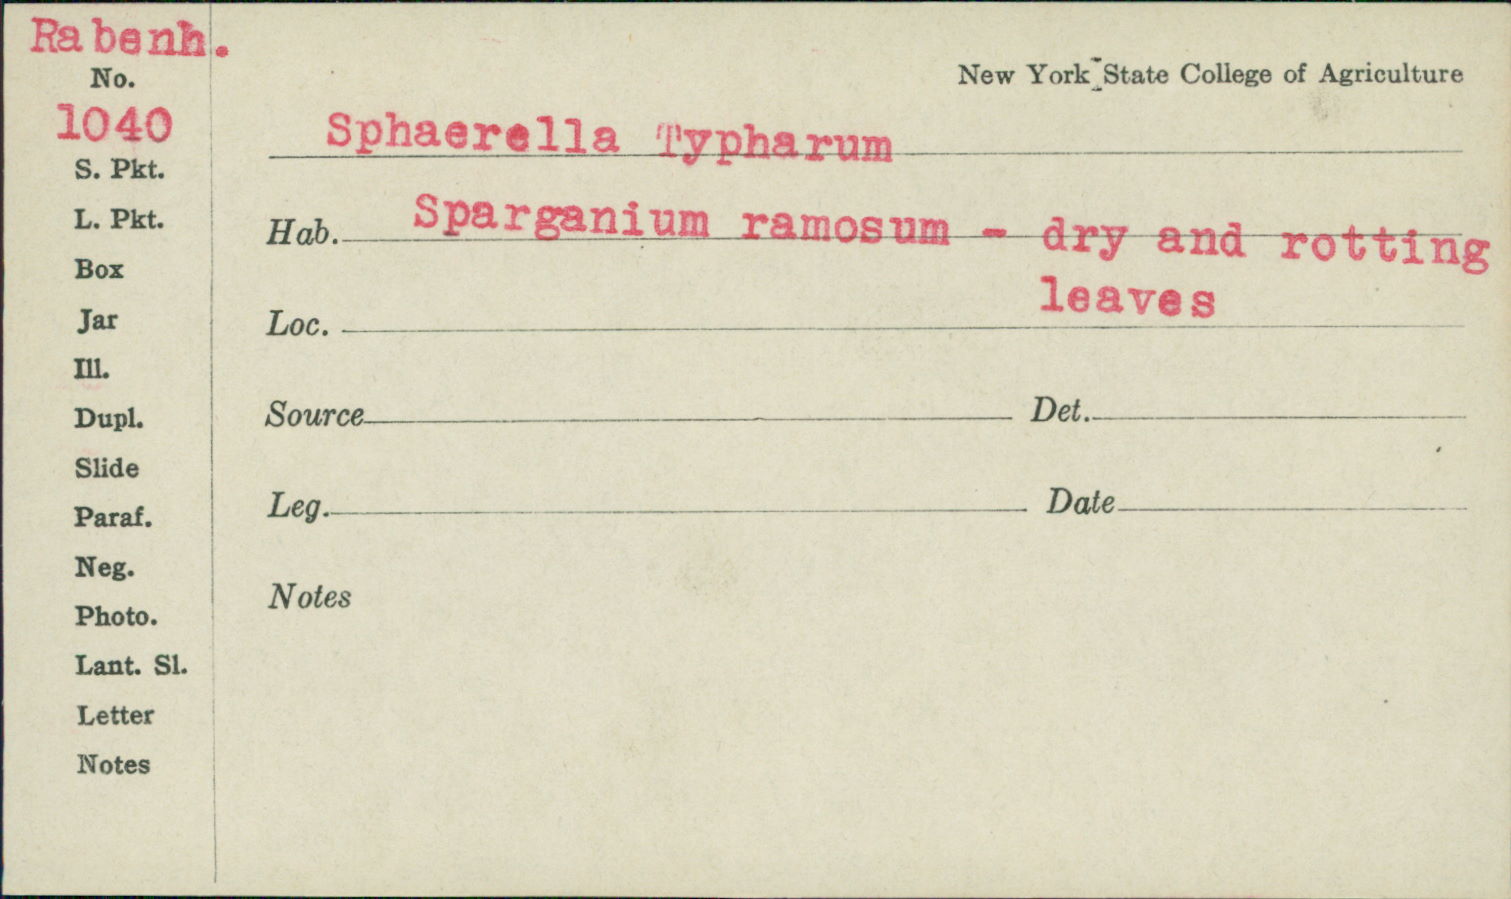 Rabenh.
No.
1040
S. Pkt.
L. Pkt.
Box
Jar
Ill.
Dupl.
Slide
Paraf.
Neg.
Photo.
Lant. Sl.
Letter
Notes
New York State College of Agriculture
Sphaerella Typharum
Hab. Sparganium ramosum - dry and rotting
leaves
Loc.
Source Det.
Leg. Date
Notes